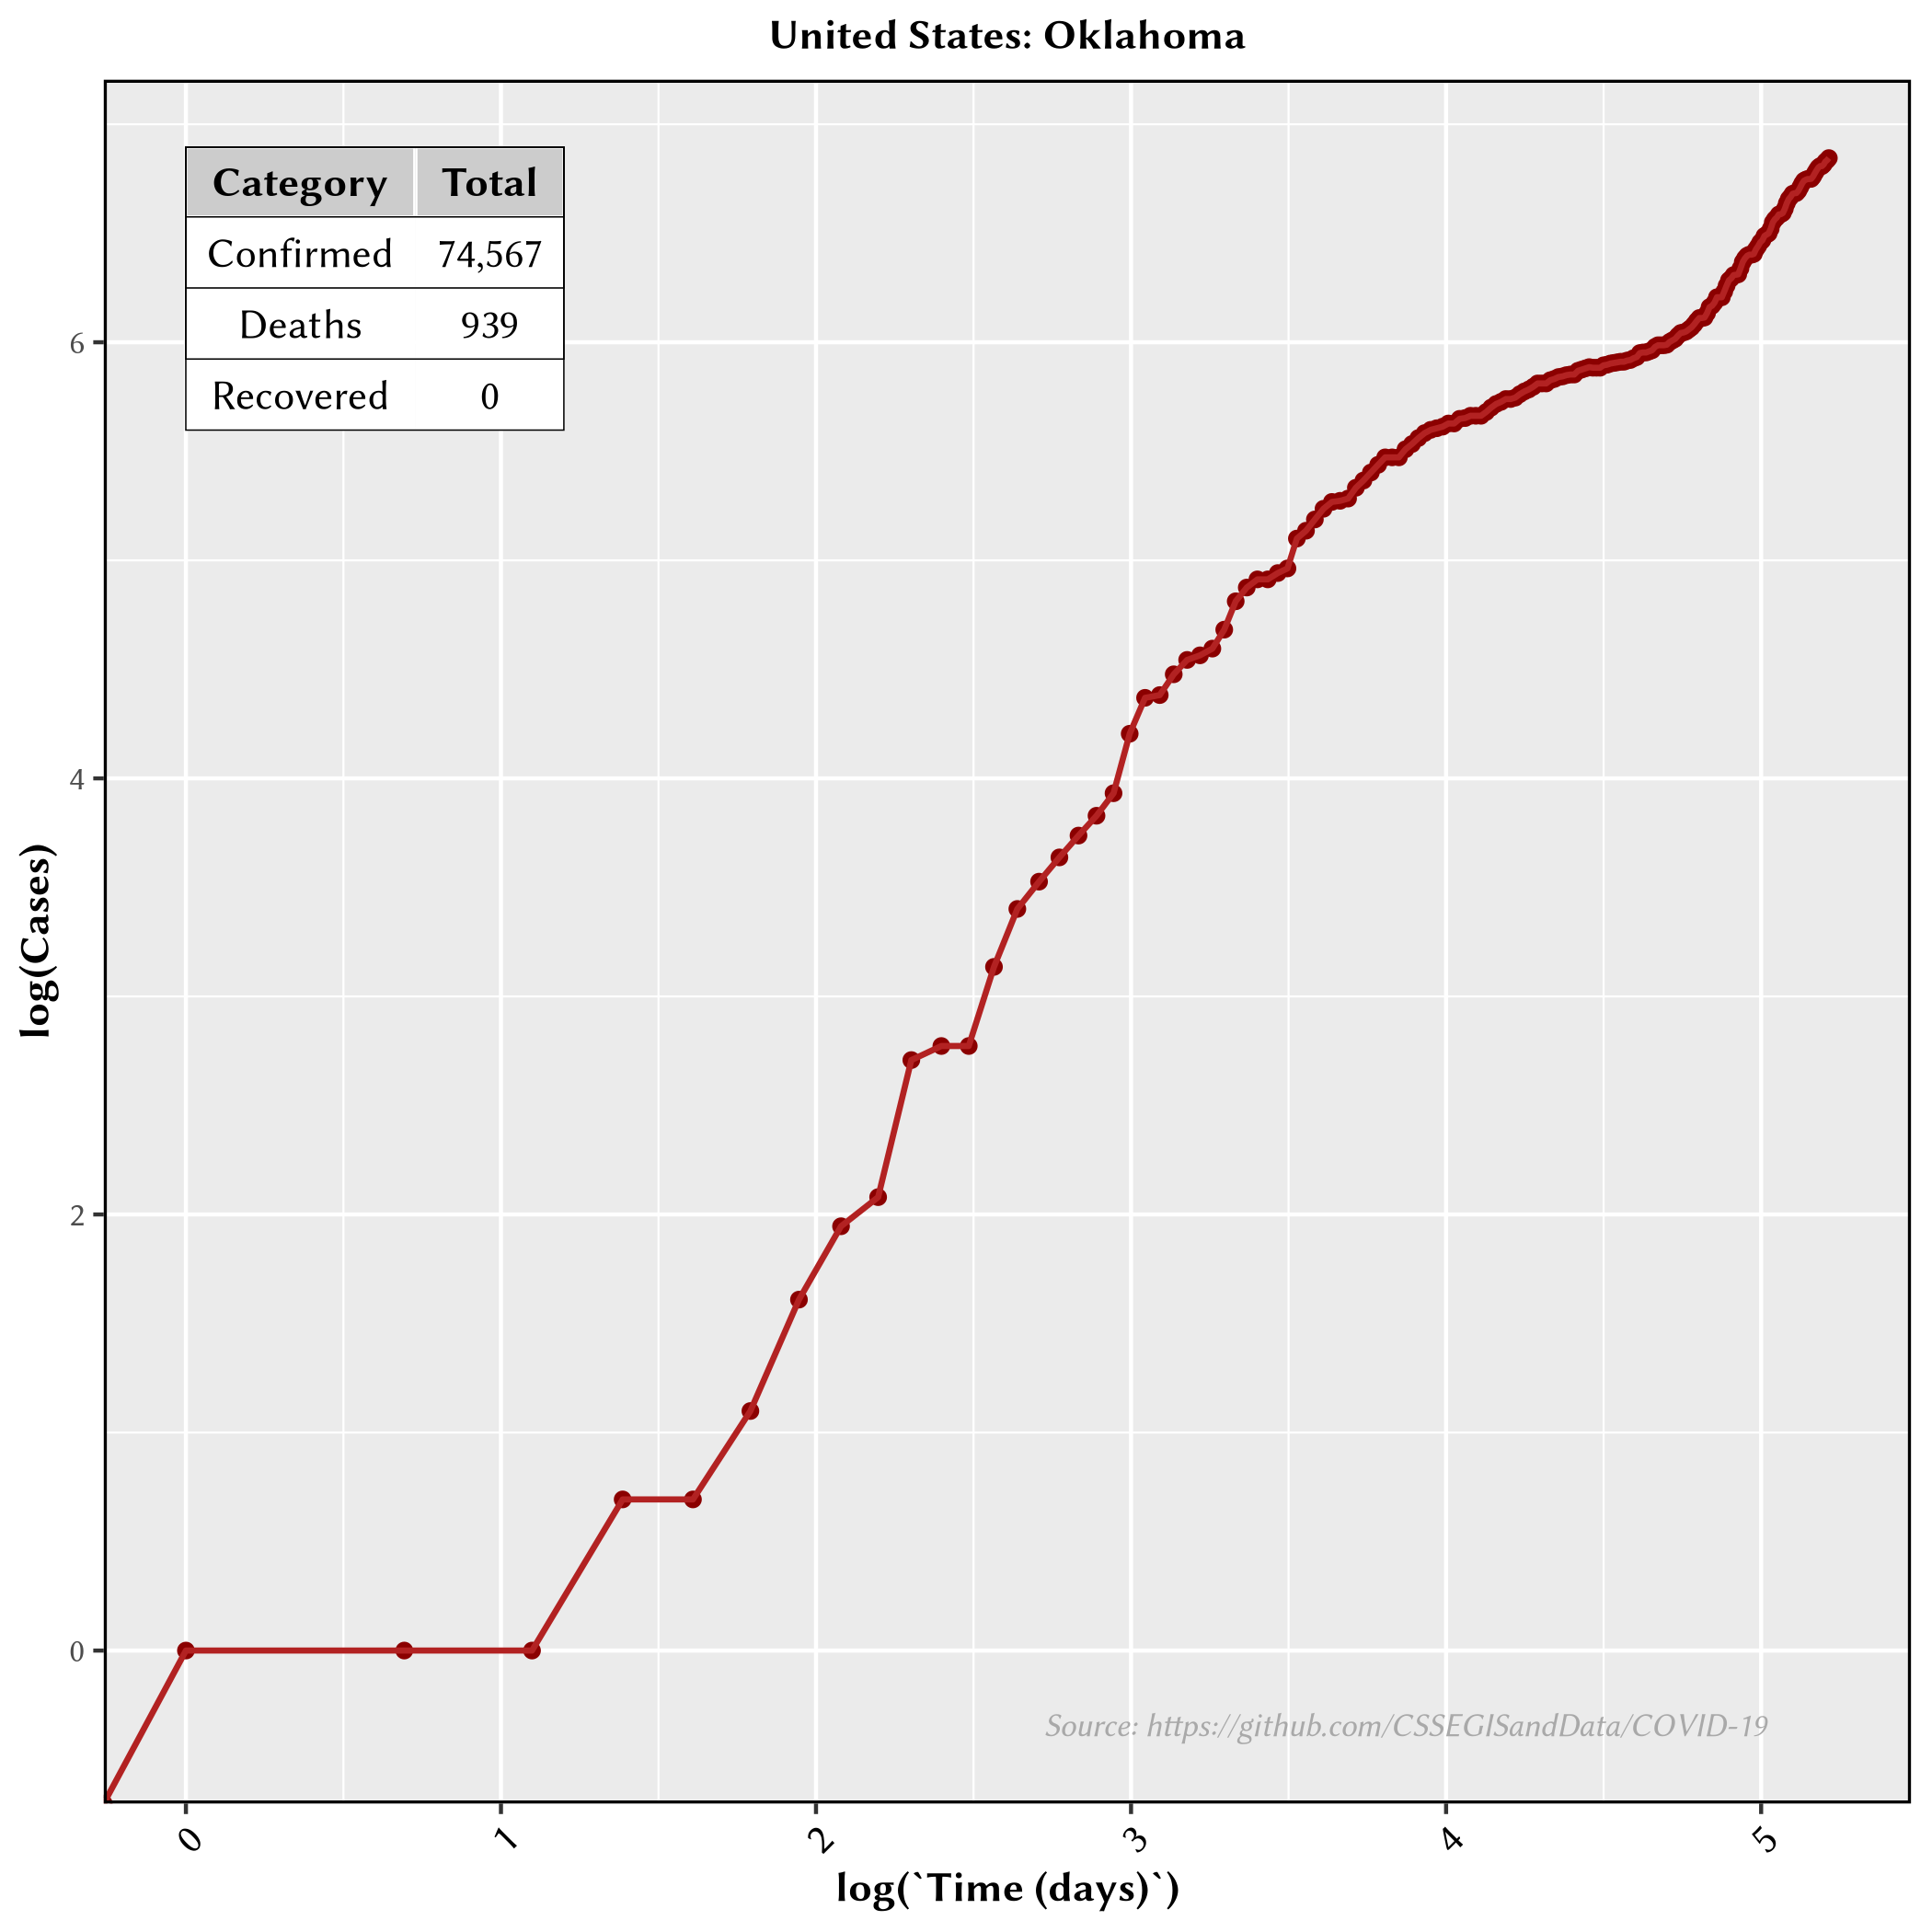 United States: Oklahoma
Category Total
Confirmed 74,567
Deaths 939
Recovered 0
6
4
2
0
log(Cases)
Source: https://github.com/CSSEGISandData/COVID-19
0 1 2 3 4 5
log(`Time (days)`)